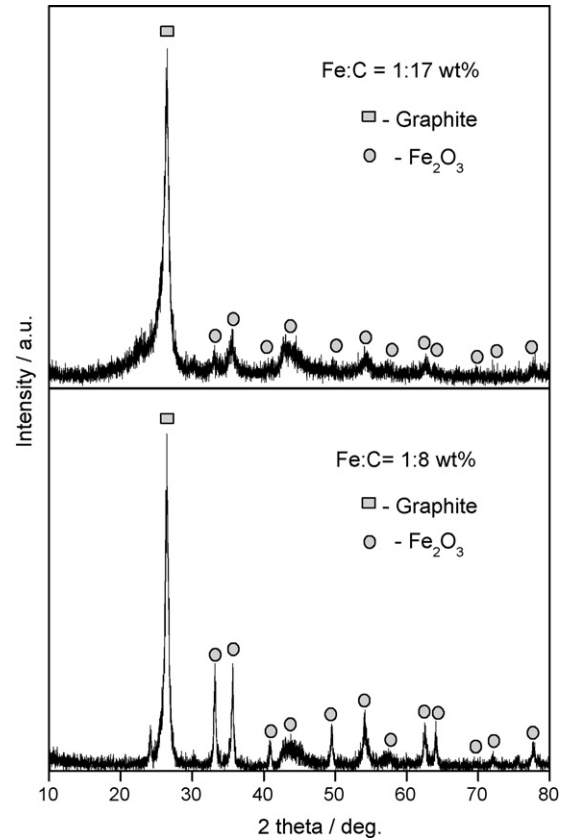 Fe:C = 1:17 wt%
- Graphite
- Fe₂O₃
Fe:C= 1:8 wt%
- Graphite
- Fe₂O₃
Intensity / a.u.
10 20 30 40 50 60 70 80
2 theta / deg.